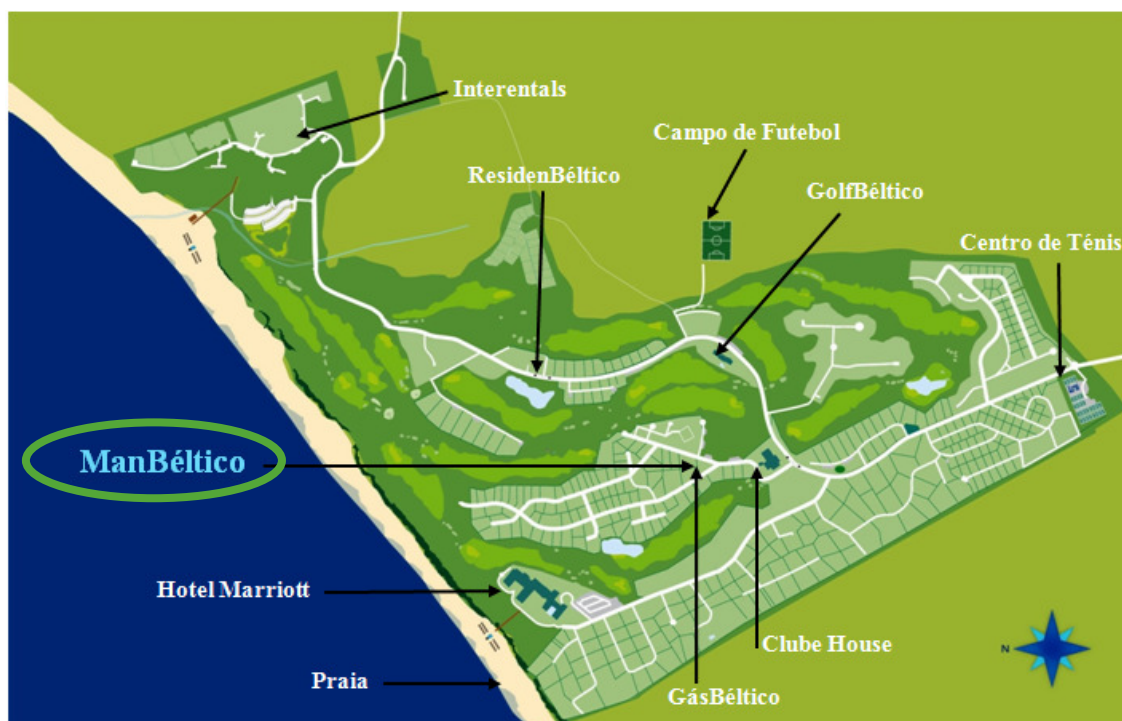 Interentals
Campo de Futebol
ResidenBéltico
GolfBéltico
Centro de Ténis
ManBéltico
Hotel Marriott
Clube House
Praia
GásBéltico
N